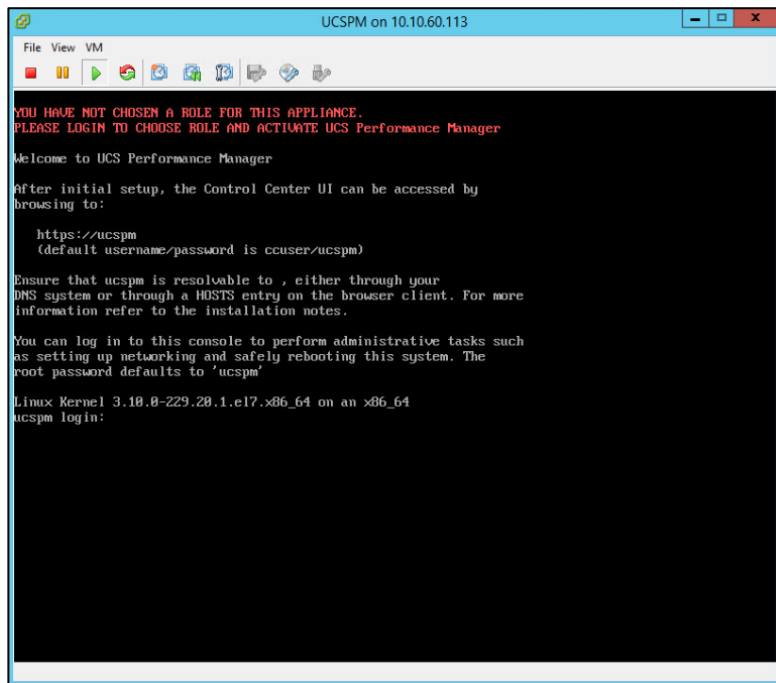 UCSPM on 10.10.60.113
File View VM
YOU HAVE NOT CHOSEN A ROLE FOR THIS APPLIANCE.
PLEASE LOGIN TO CHOOSE ROLE AND ACTIVATE UCS Performance Manager
Welcome to UCS Performance Manager
After initial setup, the Control Center UI can be accessed by
browsing to:
https://ucspm
(default username/password is ccuser/ucspm)
Ensure that ucspm is resolvable to , either through your
DNS system or through a HOSTS entry on the browser client. For more
information refer to the installation notes.
You can log in to this console to perform administrative tasks such
as setting up networking and safely rebooting this system. The
root password defaults to 'ucspm'
Linux Kernel 3.10.0-229.20.1.el7.x86_64 on an x86_64
ucspm login: